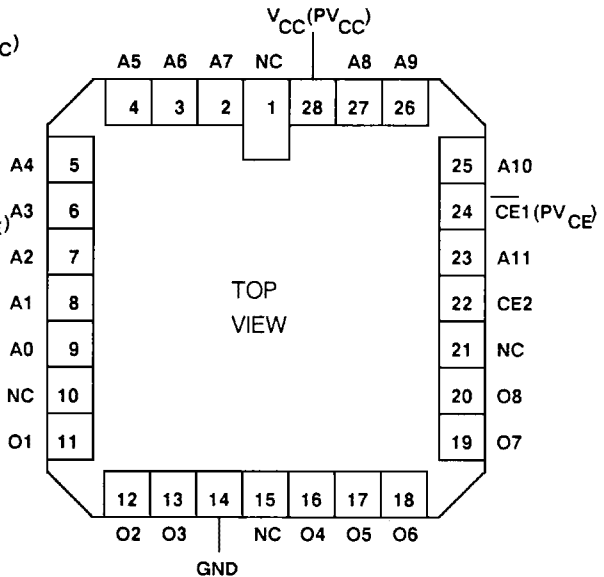 VCC(PVCC)
C)
A5 A6 A7 NC A8 A9
4 3 2 1 28 27 26
A4 5 25 A10
A3 6 24 C̅E̅1(PVCE)
E)
A2 7 23 A11
A1 8 22 CE2
A0 9 21 NC
NC 10 20 O8
O1 11 19 O7
TOP
VIEW
12 13 14 15 16 17 18
O2 O3 NC O4 O5 O6
GND